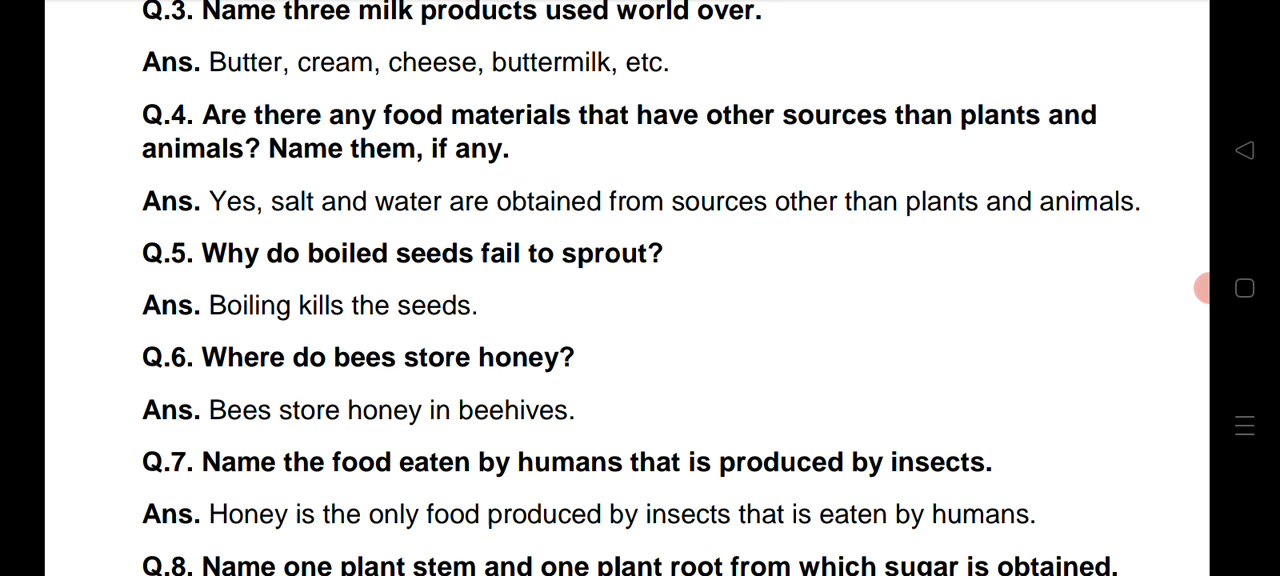 Q.3. Name three milk products used world over.
Ans. Butter, cream, cheese, buttermilk, etc.
Q.4. Are there any food materials that have other sources than plants and
animals? Name them, if any.
Ans. Yes, salt and water are obtained from sources other than plants and animals.
Q.5. Why do boiled seeds fail to sprout?
Ans. Boiling kills the seeds.
Q.6. Where do bees store honey?
Ans. Bees store honey in beehives.
Q.7. Name the food eaten by humans that is produced by insects.
Ans. Honey is the only food produced by insects that is eaten by humans.
Q.8. Name one plant stem and one plant root from which sugar is obtained.